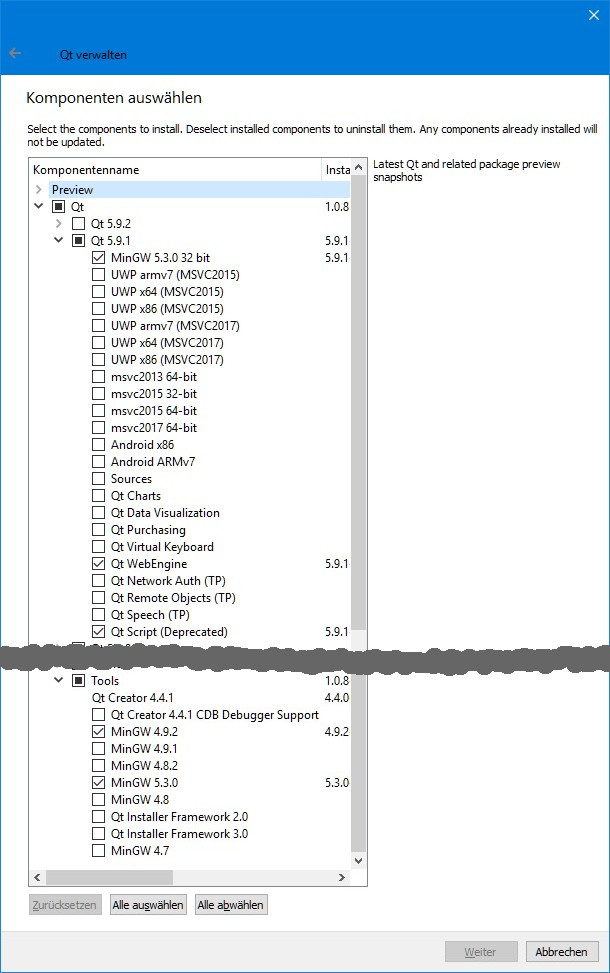 Qt verwalten
Komponenten auswählen
Select the components to install. Deselect installed components to uninstall them. Any components already installed will
not be updated.
Komponentenname Insta
Latest Qt and related package preview
snapshots
Preview
Qt 1.0.8
Qt 5.9.2
Qt 5.9.1 5.9.1
MinGW 5.3.0 32 bit 5.9.1
UWP armv7 (MSVC2015)
UWP x64 (MSVC2015)
UWP x86 (MSVC2015)
UWP armv7 (MSVC2017)
UWP x64 (MSVC2017)
UWP x86 (MSVC2017)
msvc2013 64-bit
msvc2015 32-bit
msvc2015 64-bit
msvc2017 64-bit
Android x86
Android ARMv7
Sources
Qt Charts
Qt Data Visualization
Qt Purchasing
Qt Virtual Keyboard
Qt WebEngine 5.9.1
Qt Network Auth (TP)
Qt Remote Objects (TP)
Qt Speech (TP)
Qt Script (Deprecated) 5.9.1
Tools 1.0.8
Qt Creator 4.4.1 4.4.0
Qt Creator 4.4.1 CDB Debugger Support
MinGW 4.9.2 4.9.2
MinGW 4.9.1
MinGW 4.8.2
MinGW 5.3.0 5.3.0
MinGW 4.8
Qt Installer Framework 2.0
Qt Installer Framework 3.0
MinGW 4.7
Zurücksetzen Alle auswählen Alle abwählen
Weiter Abbrechen